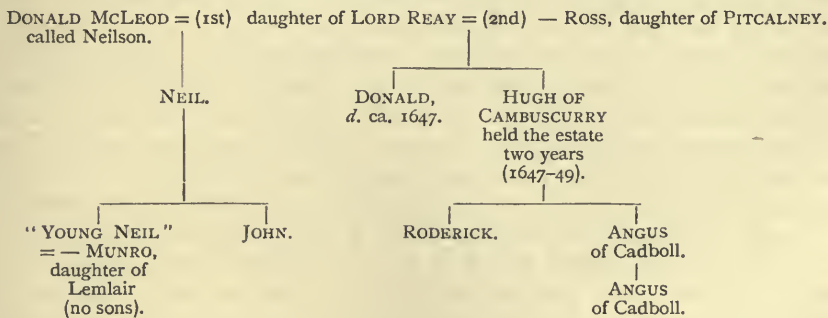 DONALD MCLEOD = (1st) daughter of LORD REAY = (2nd) — ROSS, daughter of PITCALNEY.
called Neilson.
NEIL.
DONALD,
d. ca. 1647.
HUGH OF
CAMBUSCURRY
held the estate
two years
(1647–49).
"YOUNG NEIL"
= — MUNRO,
daughter of
Lemlair
(no sons).
JOHN.
RODERICK.
ANGUS
of Cadboll.
ANGUS
of Cadboll.